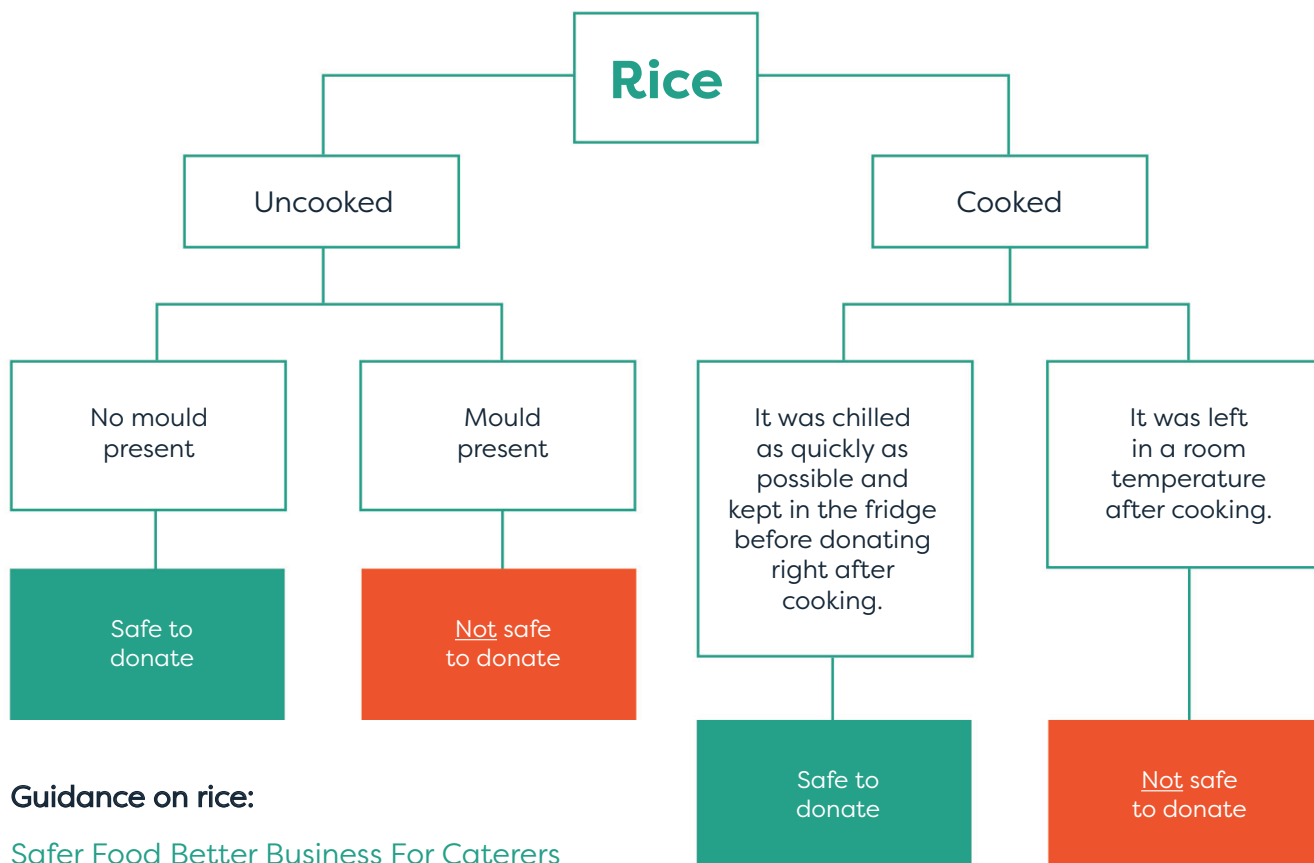 Rice
Uncooked
Cooked
No mould
present
Mould
present
It was chilled
as quickly as
possible and
kept in the fridge
before donating
right after
cooking.
It was left
in a room
temperature
after cooking.
Safe to
donate
Not safe
to donate
Safe to
donate
Not safe
to donate
Guidance on rice:
Safer Food Better Business For Caterers